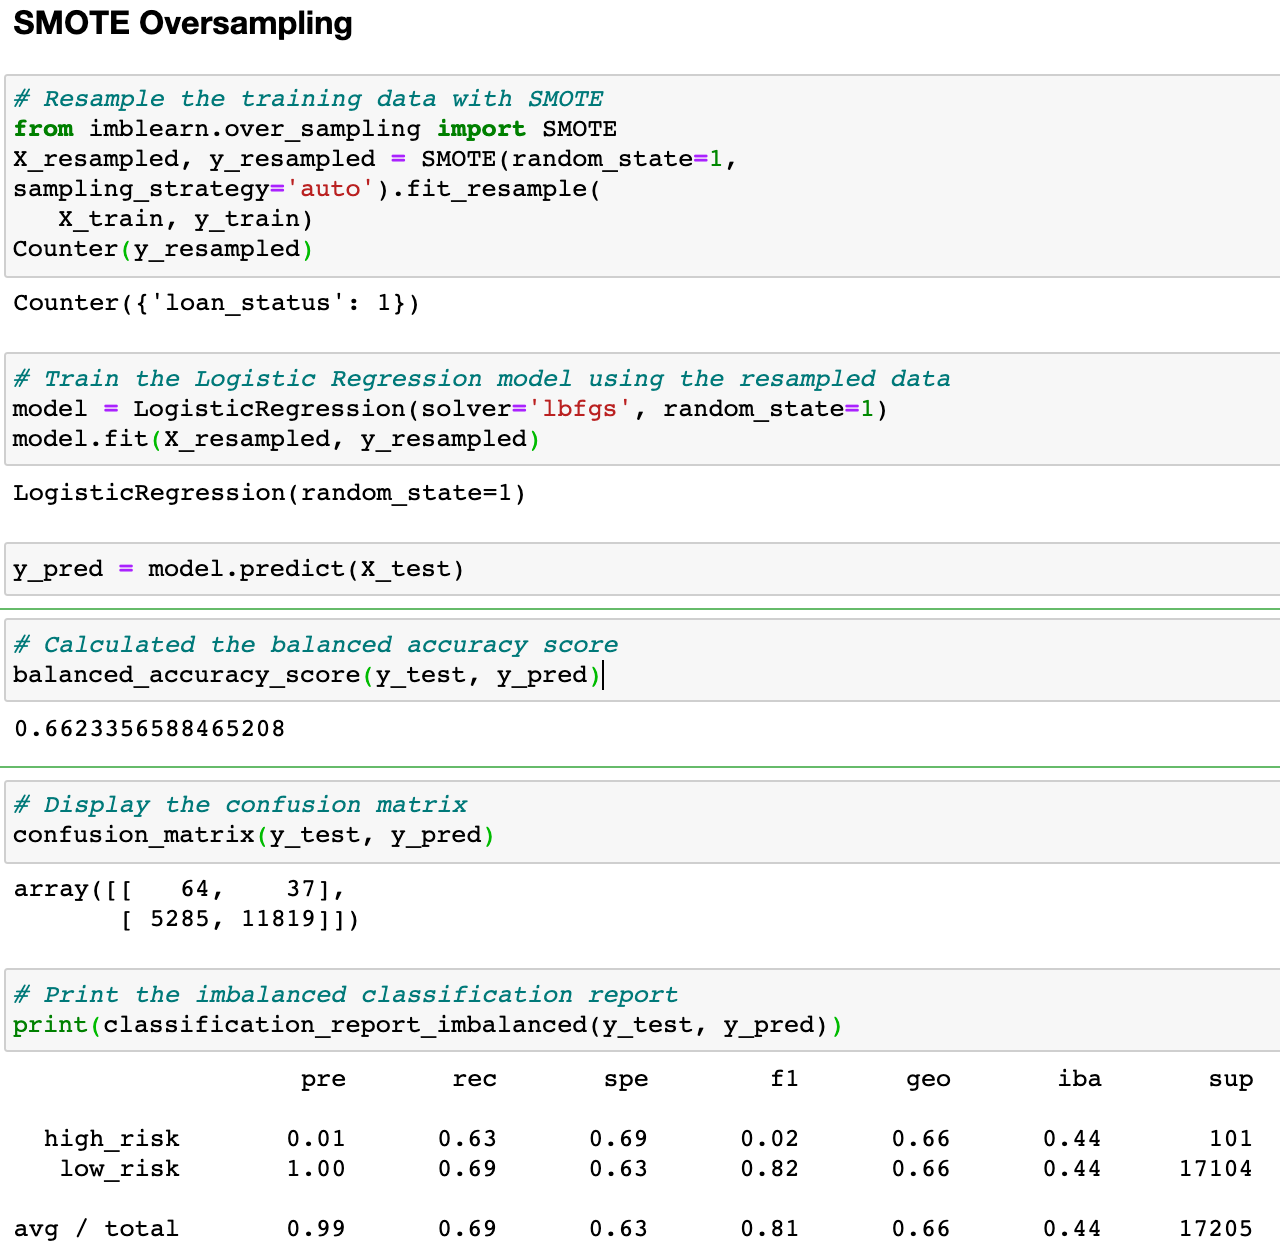 SMOTE Oversampling
# Resample the training data with SMOTE
from imblearn.over_sampling import SMOTE
X_resampled, y_resampled = SMOTE(random_state=1,
sampling_strategy='auto').fit_resample(
   X_train, y_train)
Counter(y_resampled)
Counter({'loan_status': 1})
# Train the Logistic Regression model using the resampled data
model = LogisticRegression(solver='lbfgs', random_state=1)
model.fit(X_resampled, y_resampled)
LogisticRegression(random_state=1)
y_pred = model.predict(X_test)
# Calculated the balanced accuracy score
balanced_accuracy_score(y_test, y_pred)
0.6623356588465208
# Display the confusion matrix
confusion_matrix(y_test, y_pred)
array([[   64,    37],
       [ 5285, 11819]])
# Print the imbalanced classification report
print(classification_report_imbalanced(y_test, y_pred))
                   pre       rec       spe        f1       geo       iba       sup
  high_risk       0.01      0.63      0.69      0.02      0.66      0.44       101
   low_risk       1.00      0.69      0.63      0.82      0.66      0.44     17104
avg / total       0.99      0.69      0.63      0.81      0.66      0.44     17205